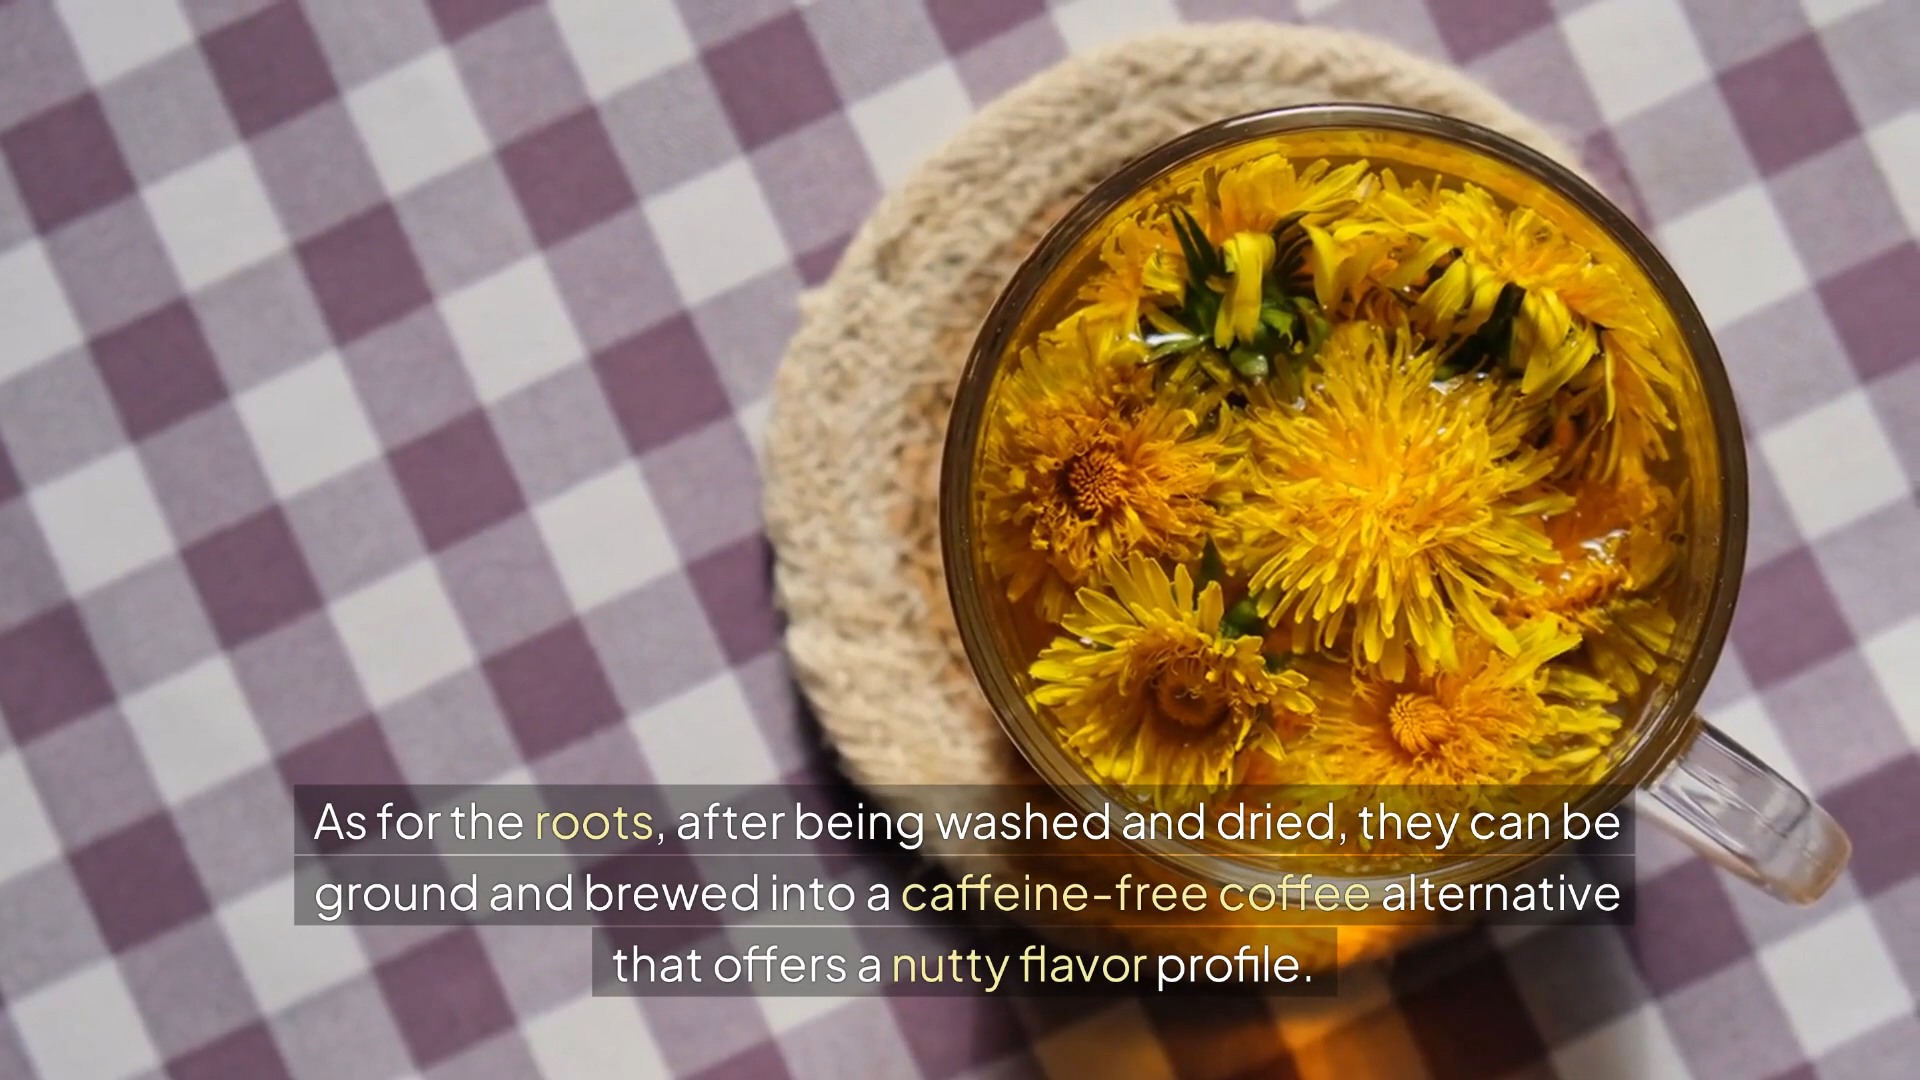 As for the roots, after being washed and dried, they can be
ground and brewed into a caffeine-free coffee alternative
that offers a nutty flavor profile.